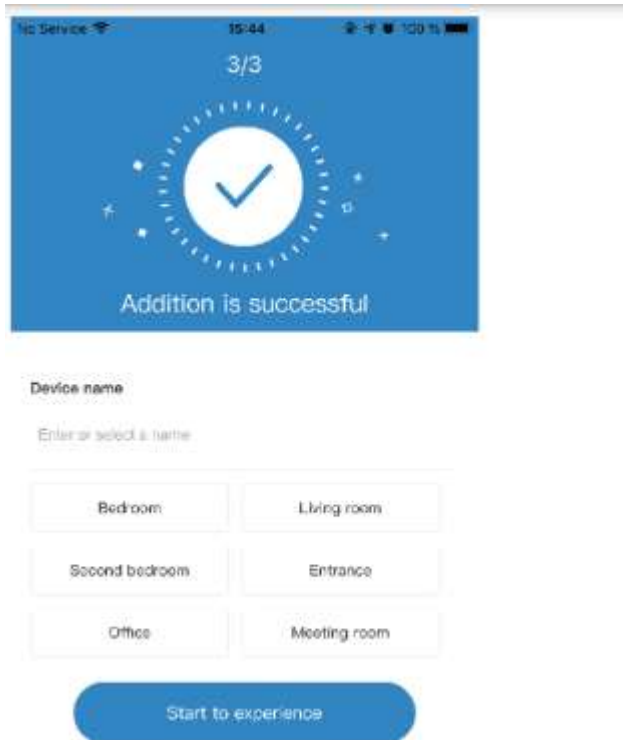 No Service 15:44 100 %
3/3
Addition is successful
Device name
Enter or select a name
Bedroom Living room
Second bedroom Entrance
Office Meeting room
Start to experience